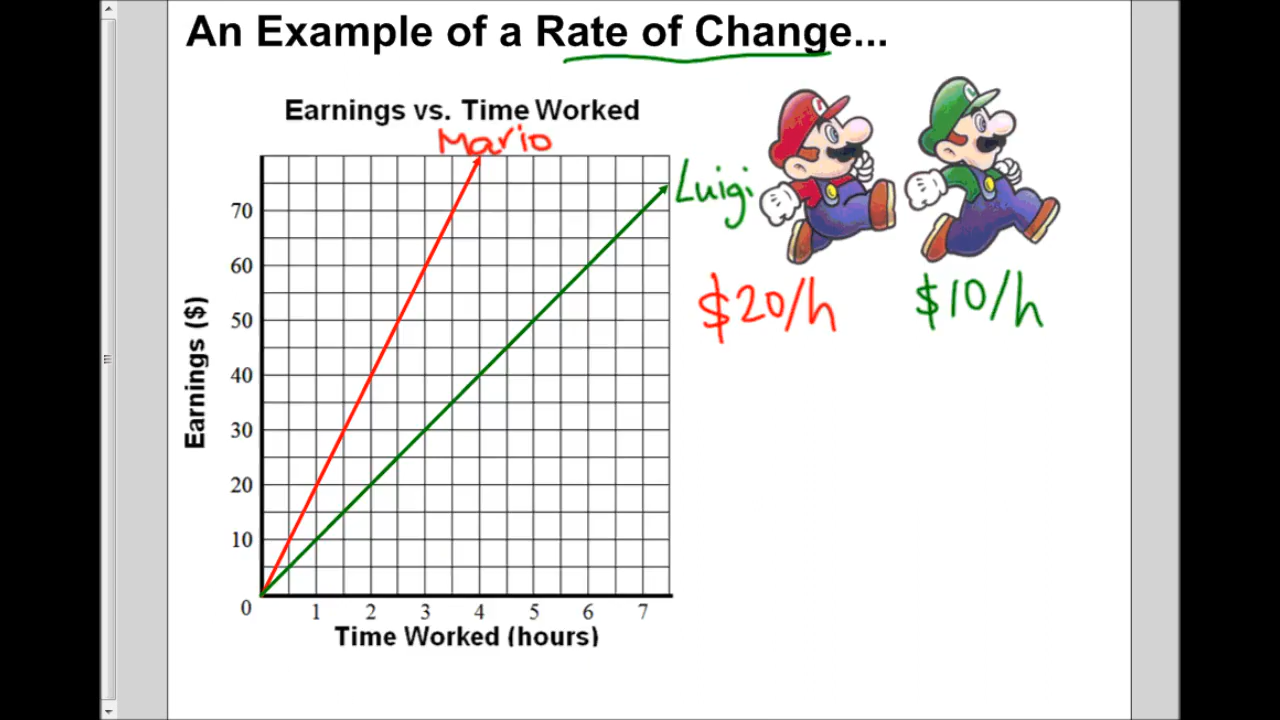 An Example of a Rate of Change...
Earnings vs. Time Worked
Mario
Luigi
$20/h
$10/h
Earnings ($)
70
60
50
40
30
20
10
0
1 2 3 4 5 6 7
Time Worked (hours)
M
L